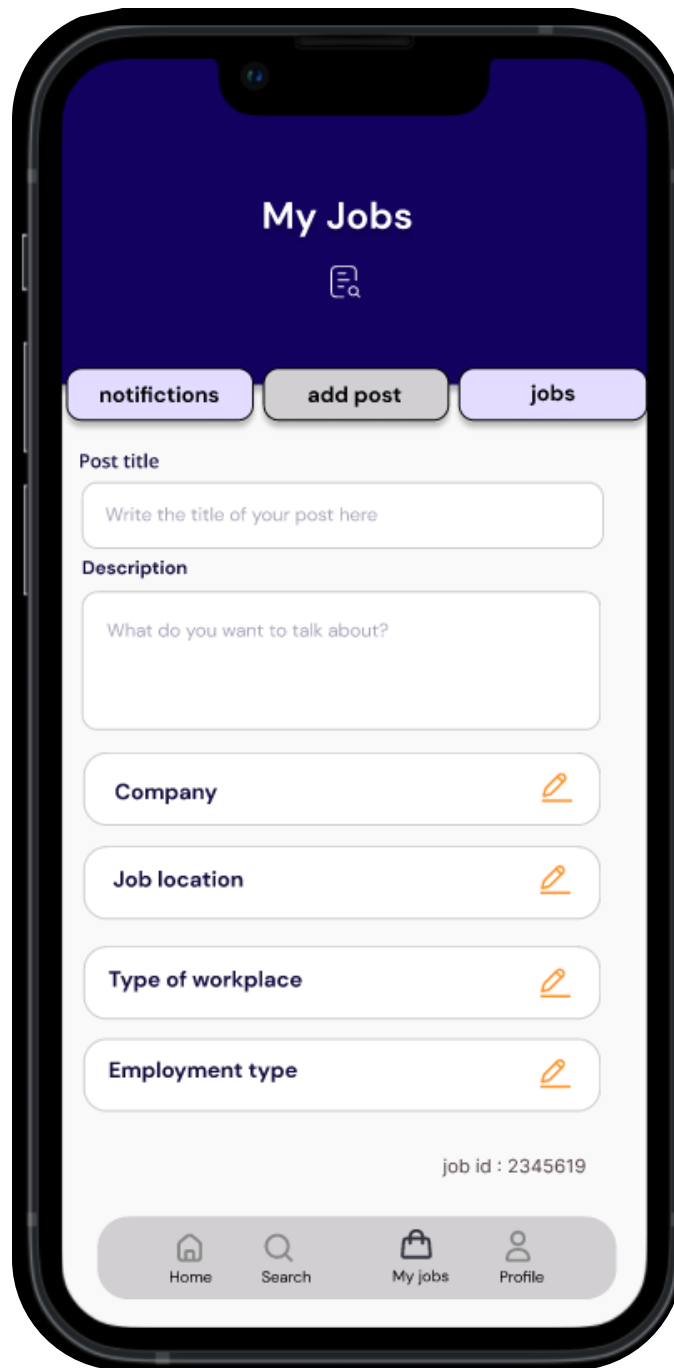 My Jobs
notifictions add post jobs
Post title
Write the title of your post here
Description
What do you want to talk about?
Company
Job location
Type of workplace
Employment type
job id : 2345619
Home Search My jobs Profile